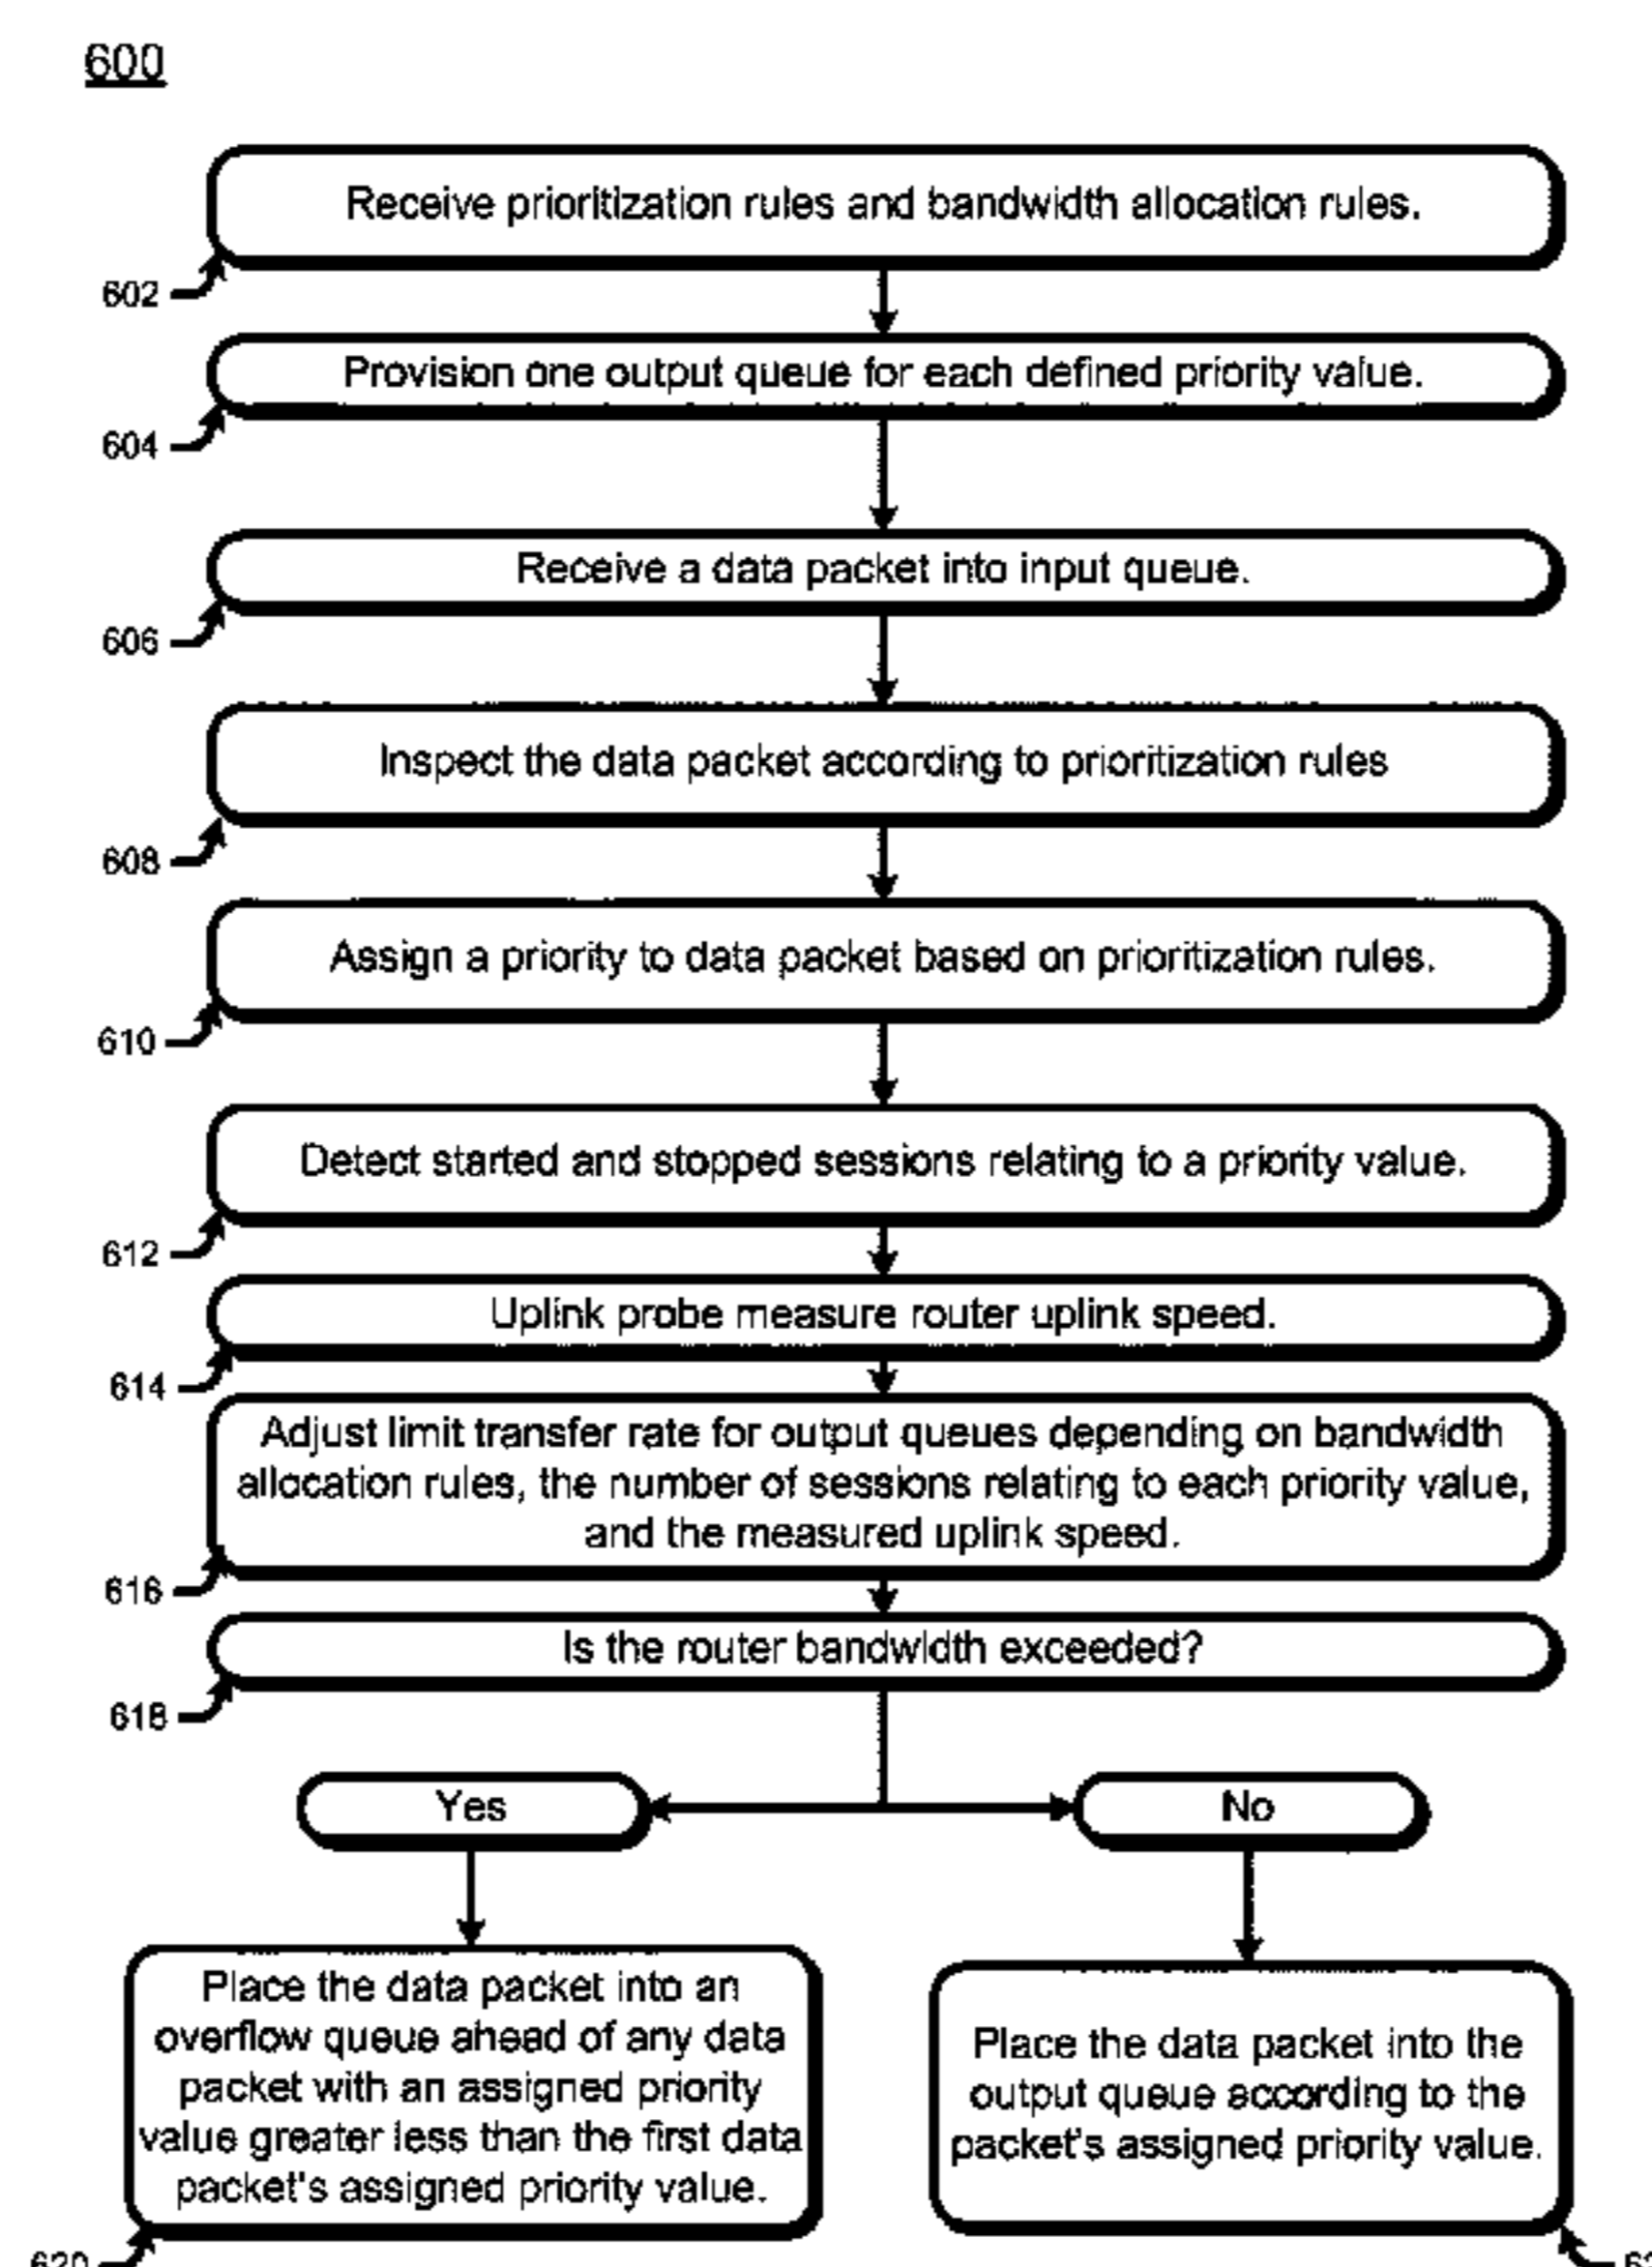 600
Receive prioritization rules and bandwidth allocation rules.
602
Provision one output queue for each defined priority value.
604
Receive a data packet into input queue.
606
Inspect the data packet according to prioritization rules
608
Assign a priority to data packet based on prioritization rules.
610
Detect started and stopped sessions relating to a priority value.
612
Uplink probe measure router uplink speed.
614
Adjust limit transfer rate for output queues depending on bandwidth
allocation rules, the number of sessions relating to each priority value,
and the measured uplink speed.
616
Is the router bandwidth exceeded?
618
Yes
No
Place the data packet into an
overflow queue ahead of any data
packet with an assigned priority
value greater less than the first data
packet's assigned priority value.
620
Place the data packet into the
output queue according to the
packet's assigned priority value.